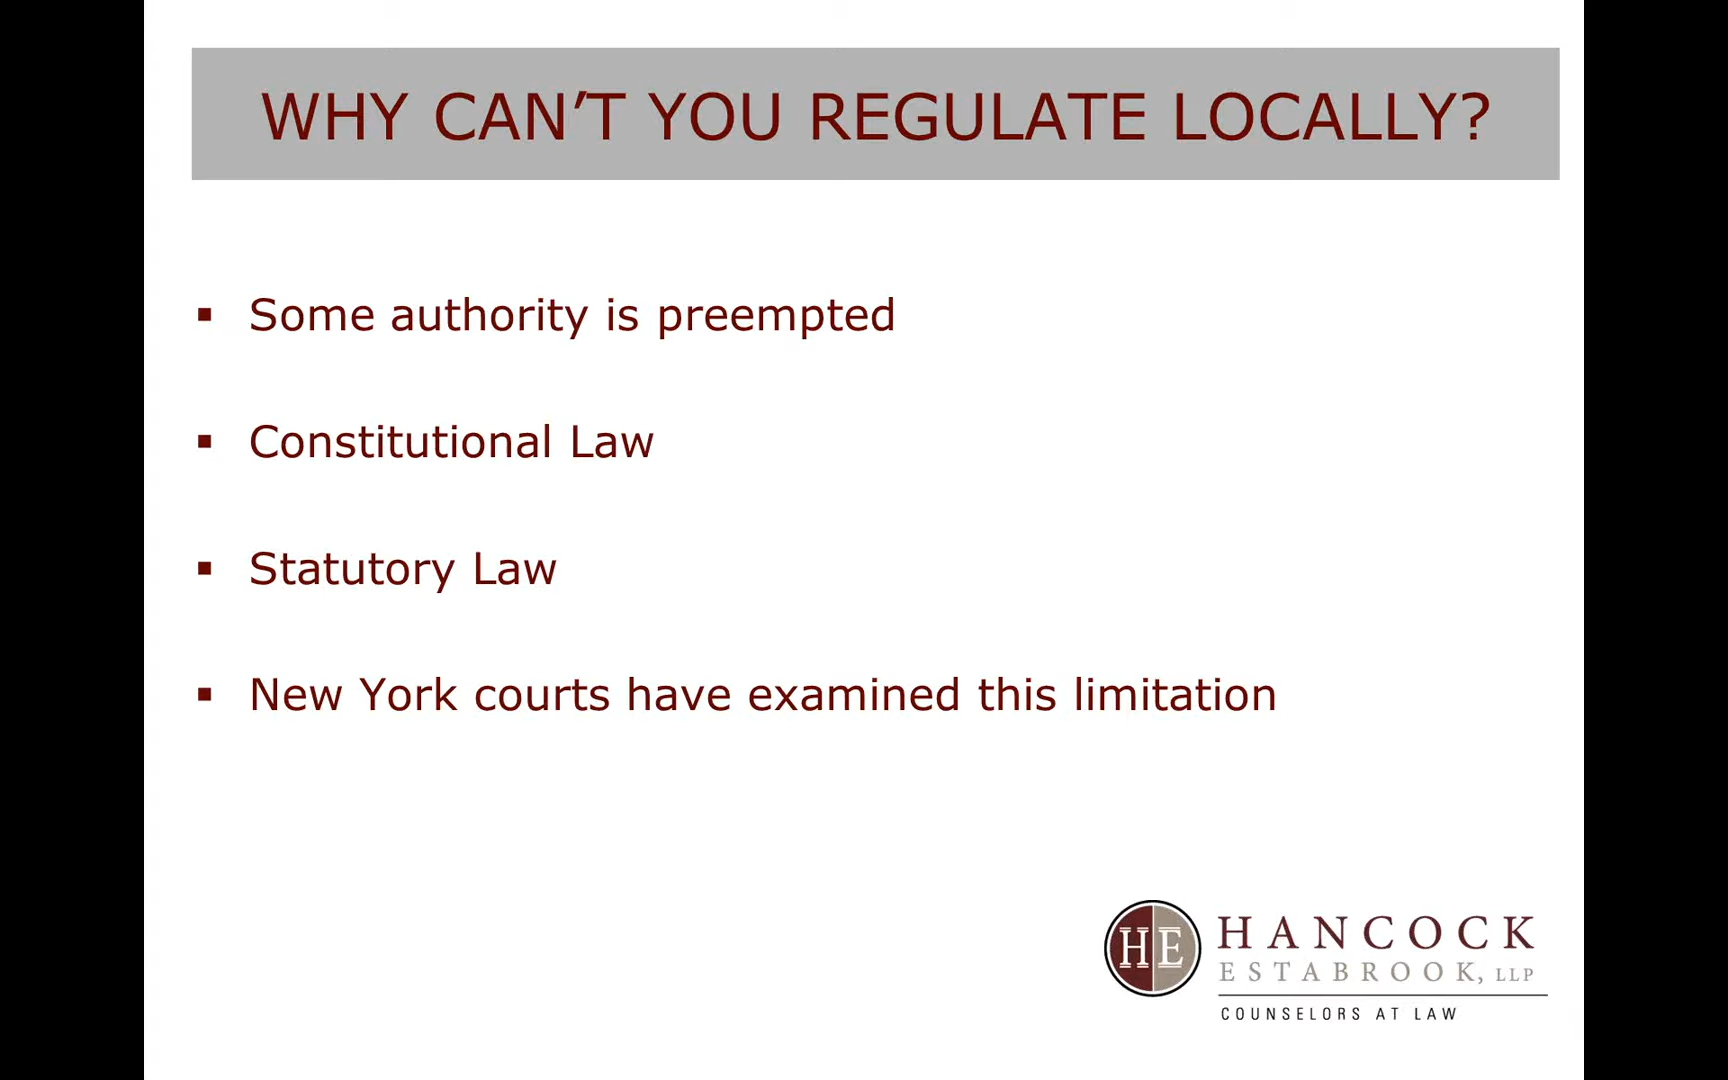 WHY CAN'T YOU REGULATE LOCALLY?
▪ Some authority is preempted
▪ Constitutional Law
▪ Statutory Law
▪ New York courts have examined this limitation
HE
HANCOCK
ESTABROOK, LLP
COUNSELORS AT LAW